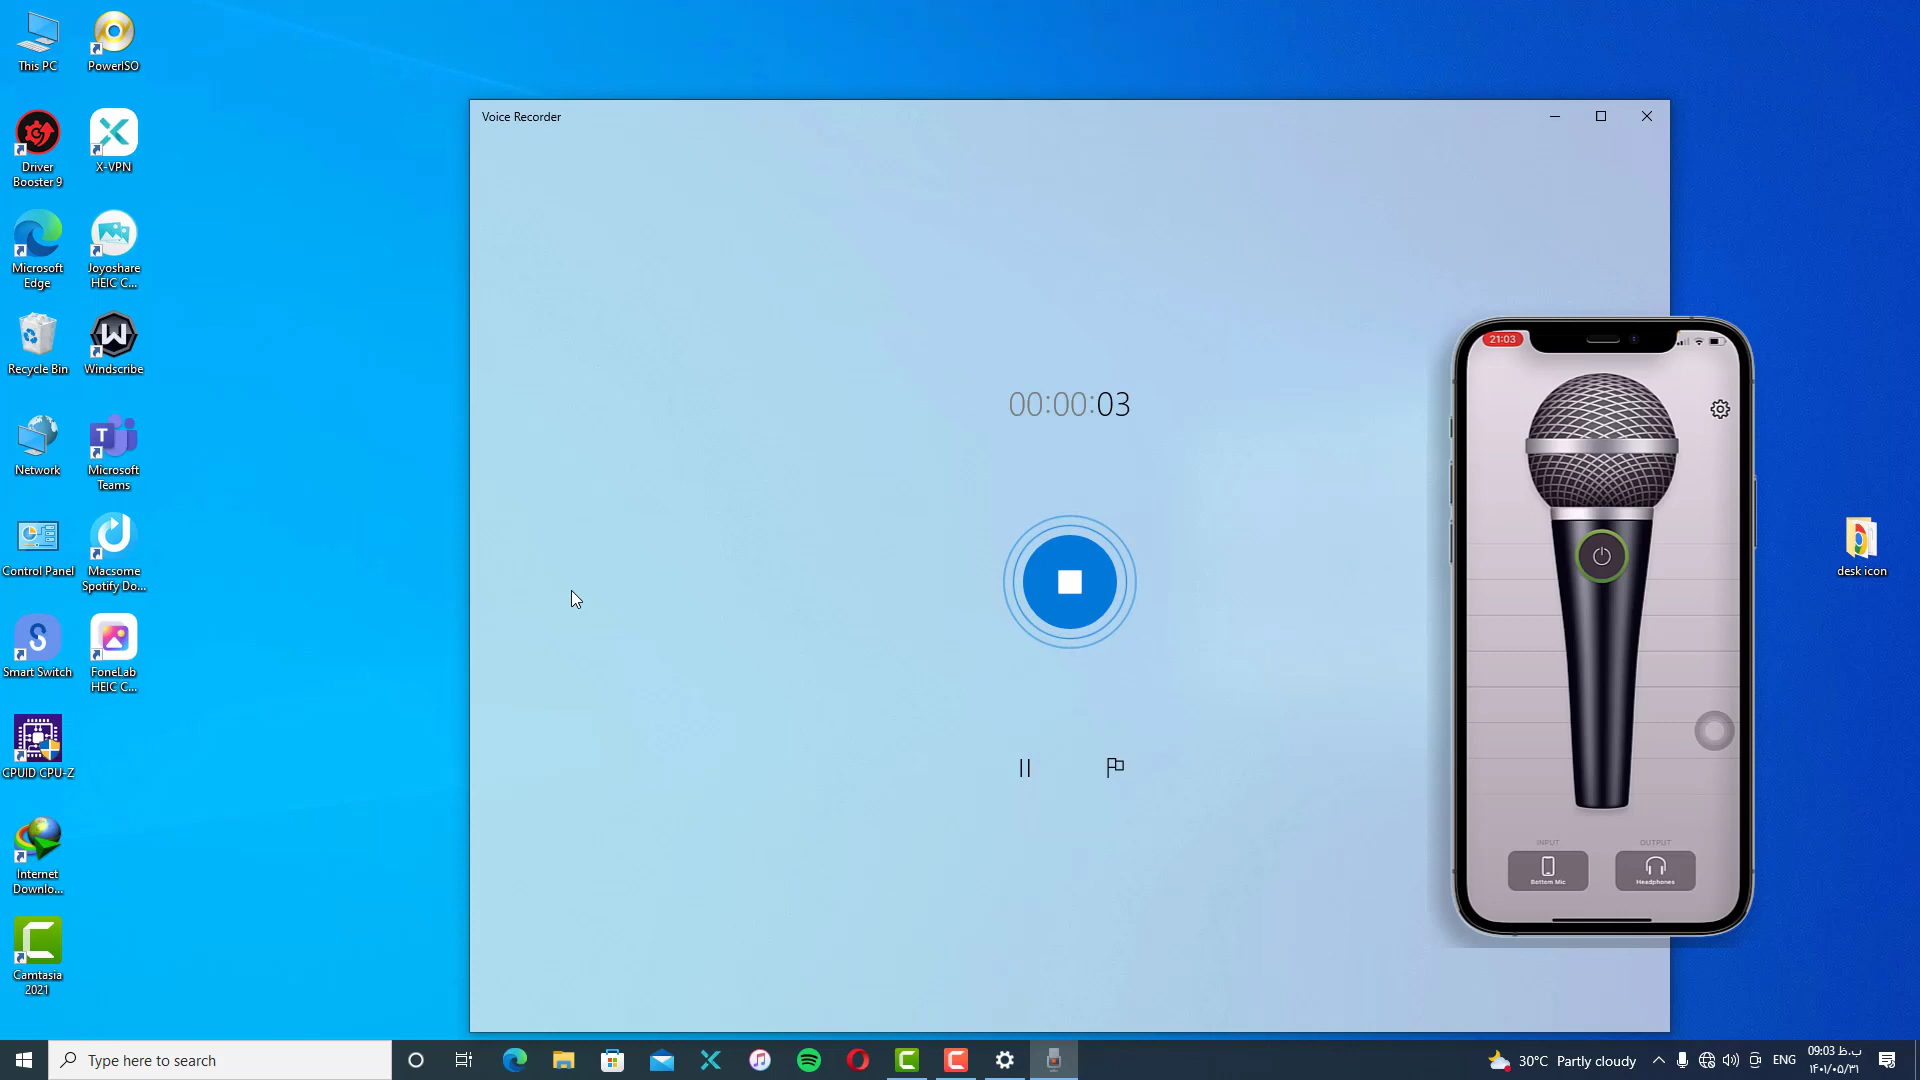 This PC
PowerISO
Driver
Booster 9
X-VPN
Microsoft
Edge
Joyoshare
HEIC C...
Recycle Bin
Windscribe
Network
Microsoft
Teams
Control Panel
Macsome
Spotify Do...
Smart Switch
FoneLab
HEIC C...
CPUID CPU-Z
Internet
Downlo...
Camtasia
2021
Voice Recorder
00:00:03
21:03
INPUT
OUTPUT
Bottom Mic
Headphones
desk icon
Type here to search
30°C Partly cloudy
ENG
09:03 ب.ظ
۱۴۰۱/۰۵/۳۱